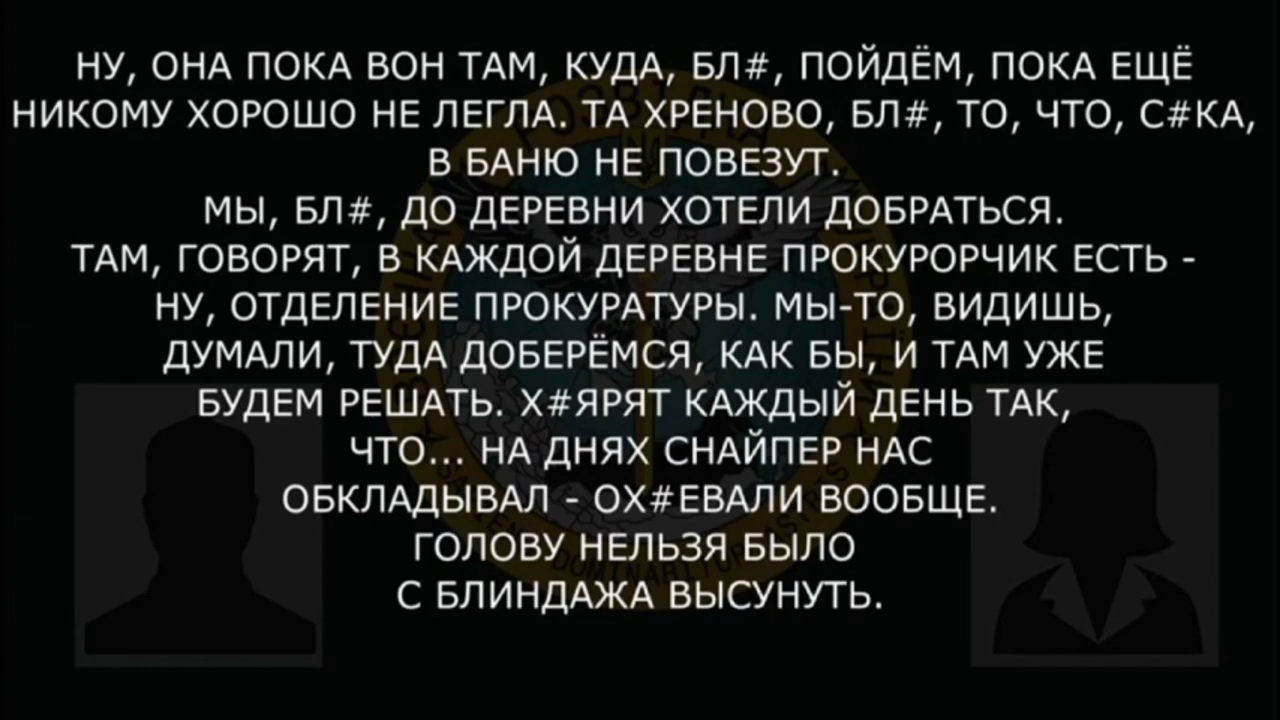 НУ, ОНА ПОКА ВОН ТАМ, КУДА, БЛ#, ПОЙДЁМ, ПОКА ЕЩЁ
НИКОМУ ХОРОШО НЕ ЛЕГЛА. ТА ХРЕНОВО, БЛ#, ТО, ЧТО, С#КА,
В БАНЮ НЕ ПОВЕЗУТ.
МЫ, БЛ#, ДО ДЕРЕВНИ ХОТЕЛИ ДОБРАТЬСЯ.
ТАМ, ГОВОРЯТ, В КАЖДОЙ ДЕРЕВНЕ ПРОКУРОРЧИК ЕСТЬ -
НУ, ОТДЕЛЕНИЕ ПРОКУРАТУРЫ. МЫ-ТО, ВИДИШЬ,
ДУМАЛИ, ТУДА ДОБЕРЁМСЯ, КАК БЫ, И ТАМ УЖЕ
БУДЕМ РЕШАТЬ. Х#ЯРЯТ КАЖДЫЙ ДЕНЬ ТАК,
ЧТО... НА ДНЯХ СНАЙПЕР НАС
ОБКЛАДЫВАЛ - ОХ#ЕВАЛИ ВООБЩЕ.
ГОЛОВУ НЕЛЬЗЯ БЫЛО
С БЛИНДАЖА ВЫСУНУТЬ.